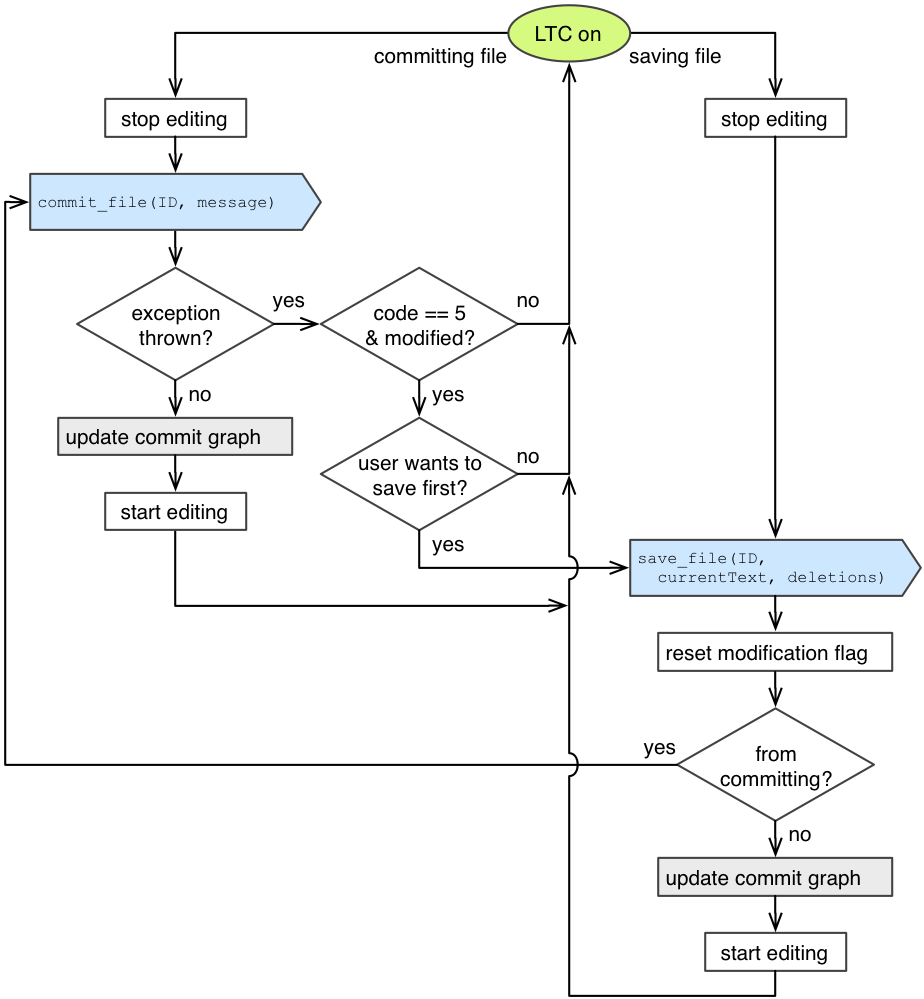 LTC on
committing file
saving file
stop editing
stop editing
commit_file(ID, message)
exception
thrown?
yes
code == 5
& modified?
no
no
yes
update commit graph
user wants to
save first?
no
start editing
yes
save_file(ID,
currentText, deletions)
reset modification flag
yes
from
committing?
no
update commit graph
start editing